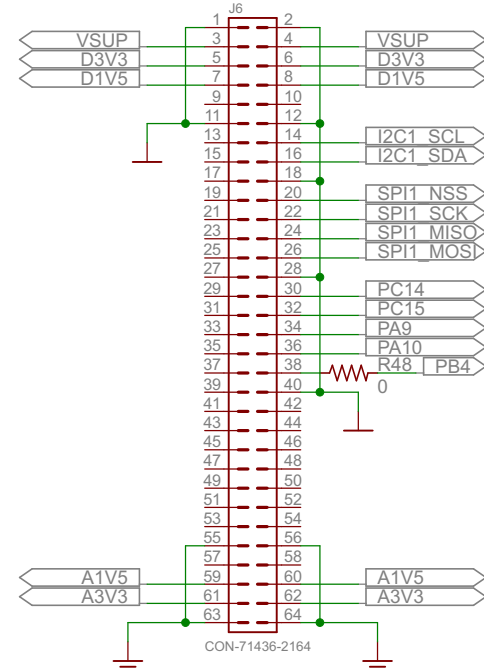 J6
1 2
VSUP 3 4 VSUP
D3V3 5 6 D3V3
D1V5 7 8 D1V5
9 10
11 12
13 14 I2C1_SCL
15 16 I2C1_SDA
17 18
19 20 SPI1_NSS
21 22 SPI1_SCK
23 24 SPI1_MISO
25 26 SPI1_MOSI
27 28
29 30 PC14
31 32 PC15
33 34 PA9
35 36 PA10
37 38 R48 PB4
39 40 0
41 42
43 44
45 46
47 48
49 50
51 52
53 54
55 56
57 58
A1V5 59 60 A1V5
A3V3 61 62 A3V3
63 64
CON-71436-2164